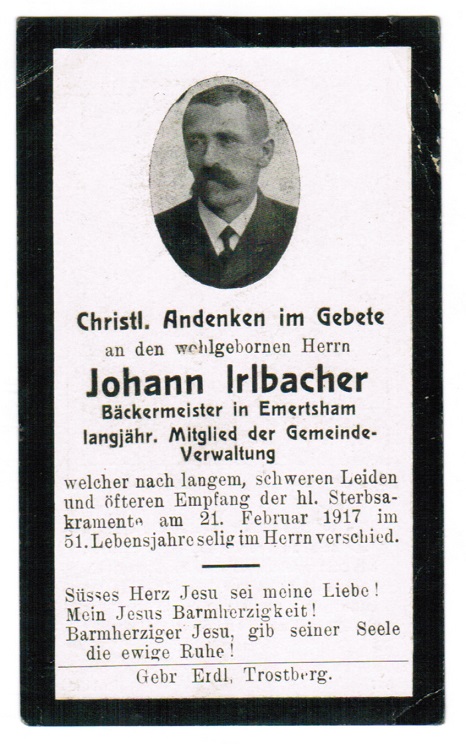 Christl. Andenken im Gebete
an den wohlgebornen Herrn
Johann Irlbacher
Bäckermeister in Emertsham
langjähr. Mitglied der Gemeinde-
Verwaltung
welcher nach langem, schweren Leiden
und öfteren Empfang der hl. Sterbsa-
kramente am 21. Februar 1917 im
51. Lebensjahre selig im Herrn verschied.
Süsses Herz Jesu sei meine Liebe!
Mein Jesus Barmherzigkeit!
Barmherziger Jesu, gib seiner Seele
die ewige Ruhe!
Gebr Erdl, Trostberg.